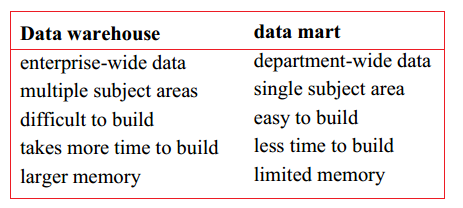 Data warehouse data mart
enterprise-wide data department-wide data
multiple subject areas single subject area
difficult to build easy to build
takes more time to build less time to build
larger memory limited memory